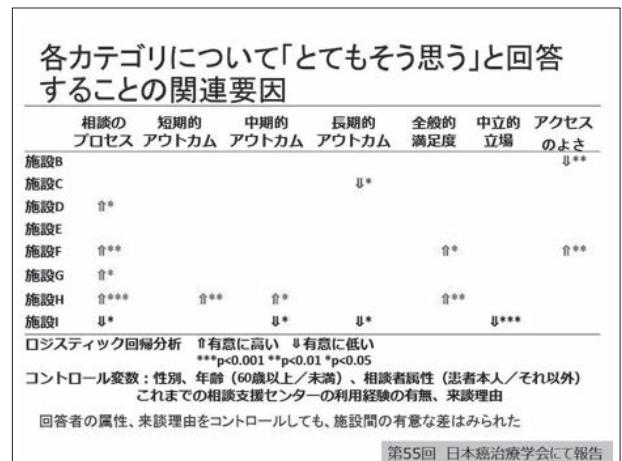 各カテゴリについて「とてもそう思う」と回答
することの関連要因
相談の 短期的 中期的 長期的 全般的 中立的 アクセス
プロセス アウトカム アウトカム アウトカム 満足度 立場 のよさ
施設B ⇓**
施設C ⇓*
施設D ⇑*
施設E
施設F ⇑** ⇑* ⇑**
施設G ⇑*
施設H ⇑*** ⇑** ⇑* ⇑**
施設I ⇓* ⇓* ⇓* ⇓***
ロジスティック回帰分析 ⇑有意に高い ⇓有意に低い
***p<0.001 **p<0.01 *p<0.05
コントロール変数:性別、年齢(60歳以上/未満)、相談者属性(患者本人/それ以外)
これまでの相談支援センターの利用経験の有無、来談理由
回答者の属性、来談理由をコントロールしても、施設間の有意な差はみられた
第55回 日本癌治療学会にて報告